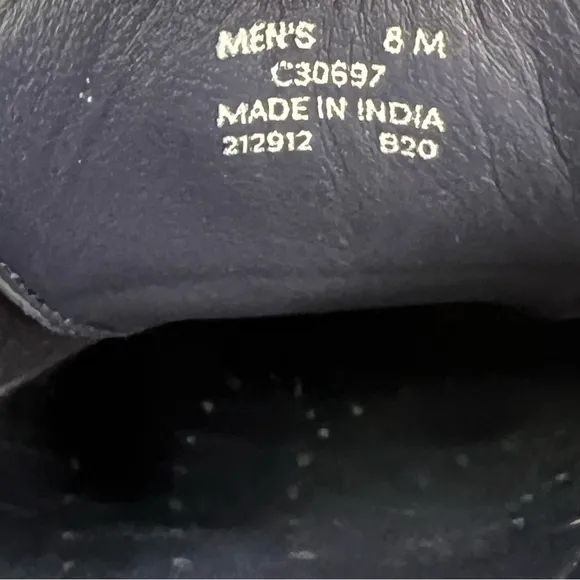 MEN'S 8 M
C30697
MADE IN INDIA
212912 B20